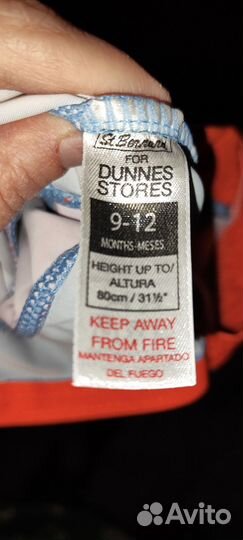 St. Bernard
FOR
DUNNES
STORES
9-12
MONTHS-MESES
HEIGHT UP TO/
ALTURA
80cm / 31½"
KEEP AWAY
FROM FIRE
MANTENGA APARTADO
DEL FUEGO
Avito